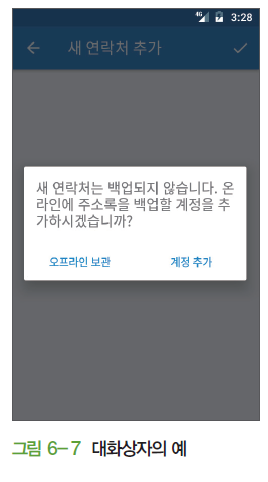 4G 3:28
새 연락처 추가
새 연락처는 백업되지 않습니다. 온
라인에 주소록을 백업할 계정을 추
가하시겠습니까?
오프라인 보관 계정 추가
그림 6-7 대화상자의 예